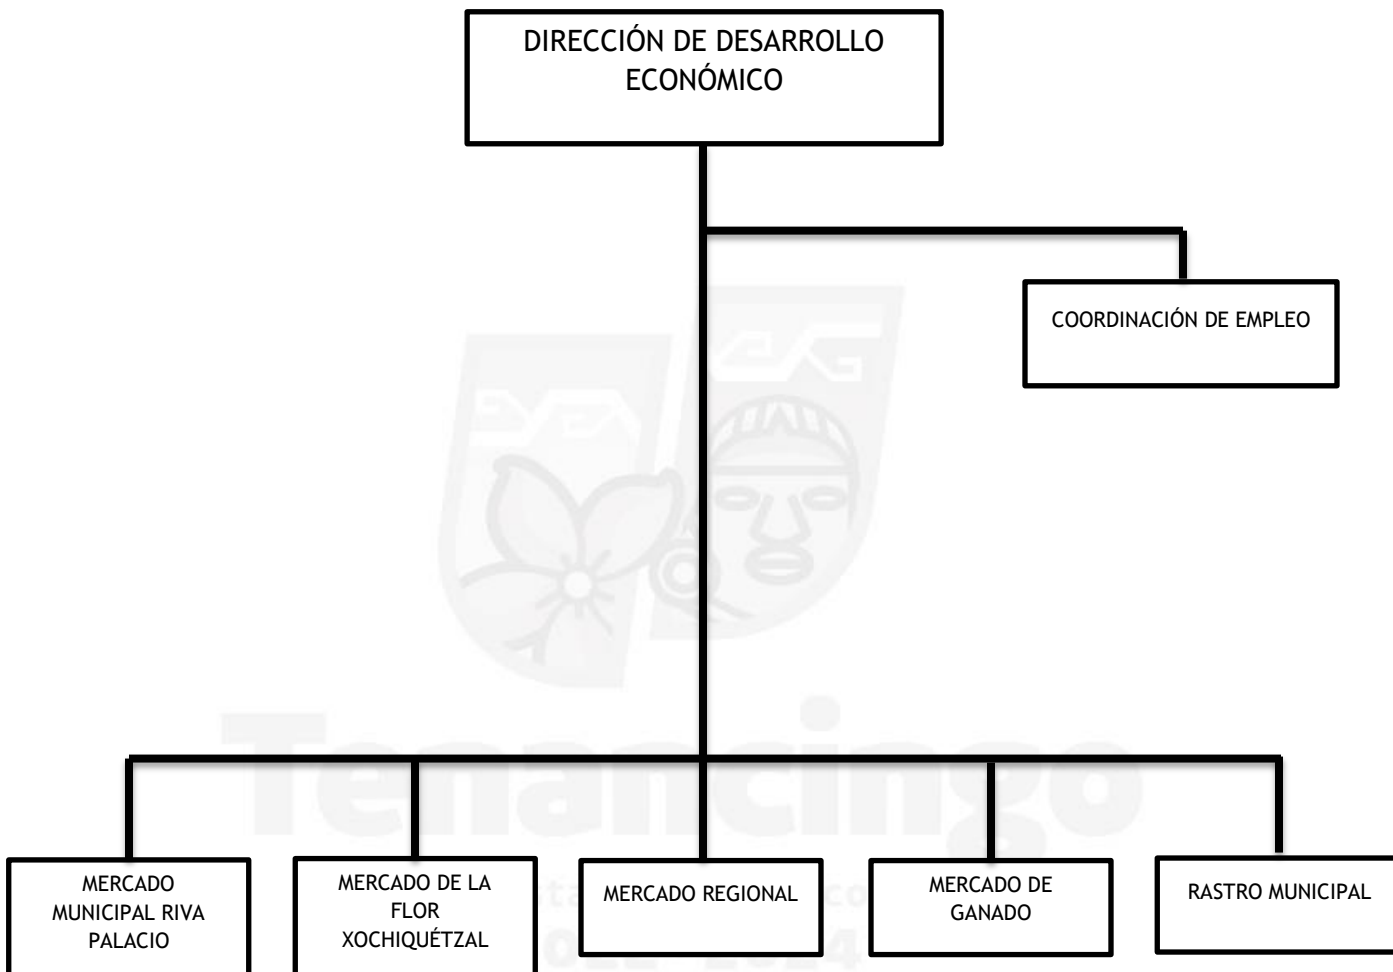 DIRECCIÓN DE DESARROLLO
ECONÓMICO
COORDINACIÓN DE EMPLEO
Tenancingo
MERCADO
MUNICIPAL RIVA
PALACIO
MERCADO DE LA
FLOR
XOCHIQUÉTZAL
MERCADO REGIONAL
MERCADO DE
GANADO
RASTRO MUNICIPAL